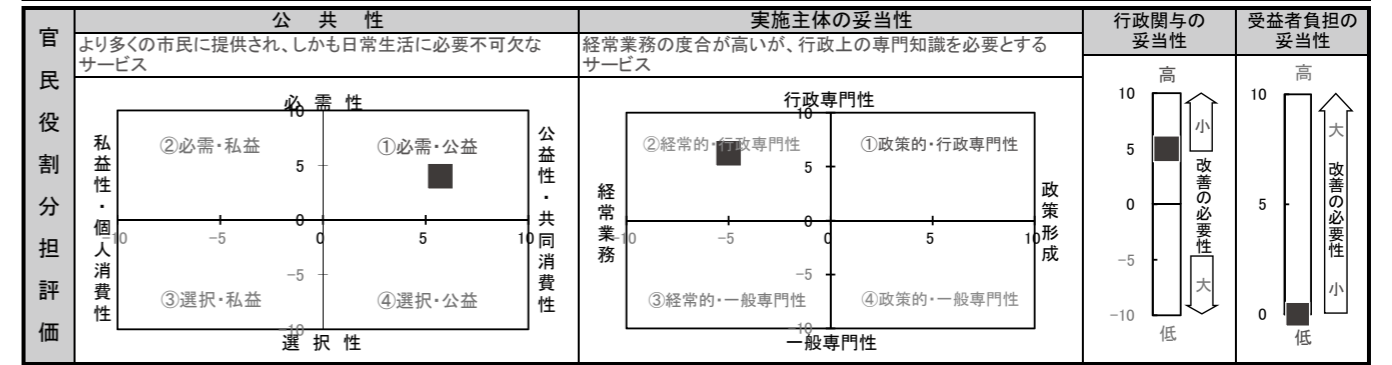 官民役割分担評価
公共性
より多くの市民に提供され、しかも日常生活に必要不可欠な
サービス
必需性
10
②必需・私益
①必需・公益
5
私益性・個人消費性
公益性・共同消費性
0
-10
-5
0
5
10
-5
③選択・私益
④選択・公益
-10
選択性
実施主体の妥当性
経常業務の度合が高いが、行政上の専門知識を必要とする
サービス
行政専門性
10
②経常的・行政専門性
①政策的・行政専門性
5
経常業務
政策形成
0
-10
-5
0
5
10
-5
③経常的・一般専門性
④政策的・一般専門性
-10
一般専門性
行政関与の
妥当性
高
10
5
0
-5
-10
低
小
改善の必要性
大
受益者負担の
妥当性
高
10
5
0
低
大
改善の必要性
小